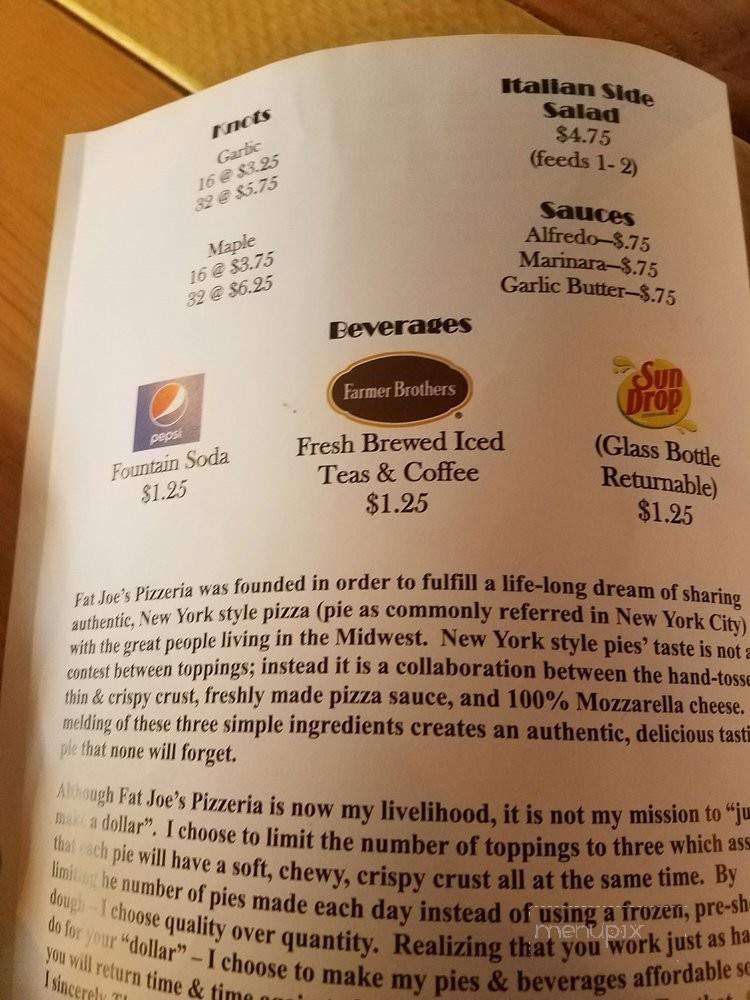 Knots
Garlic
16 @ $3.25
32 @ $5.75
Maple
16 @ $3.75
32 @ $6.25
Italian Side
Salad
$4.75
(feeds 1- 2)
Sauces
Alfredo—$.75
Marinara—$.75
Garlic Butter—$.75
Beverages
pepsi
Fountain Soda
$1.25
Farmer Brothers
Fresh Brewed Iced
Teas & Coffee
$1.25
Sun
Drop
(Glass Bottle
Returnable)
$1.25
Fat Joe's Pizzeria was founded in order to fulfill a life-long dream of sharing
authentic, New York style pizza (pie as commonly referred in New York City)
with the great people living in the Midwest. New York style pies' taste is not a
contest between toppings; instead it is a collaboration between the hand-tosse
thin & crispy crust, freshly made pizza sauce, and 100% Mozzarella cheese.
melding of these three simple ingredients creates an authentic, delicious tasti
pie that none will forget.
Although Fat Joe's Pizzeria is now my livelihood, it is not my mission to "ju
make a dollar". I choose to limit the number of toppings to three which ass
that each pie will have a soft, chewy, crispy crust all at the same time. By
he number of pies made each day instead of using a frozen, pre-sh
dough – I choose quality over quantity. Realizing that you work just as ha
do for your "dollar" – I choose to make my pies & beverages affordable so
you will return time & time
I sincerely
menupix